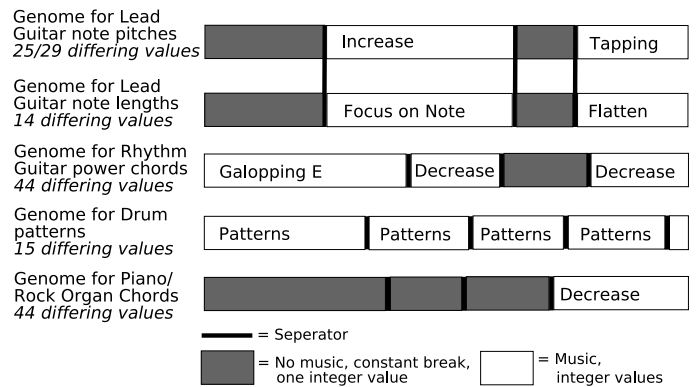 Genome for Lead
Guitar note pitches
25/29 differing values
Increase
Tapping
Genome for Lead
Guitar note lengths
14 differing values
Focus on Note
Flatten
Genome for Rhythm
Guitar power chords
44 differing values
Galopping E
Decrease
Decrease
Genome for Drum
patterns
15 differing values
Patterns
Patterns
Patterns
Patterns
Genome for Piano/
Rock Organ Chords
44 differing values
Decrease
= Seperator
= No music, constant break,
one integer value
= Music,
integer values